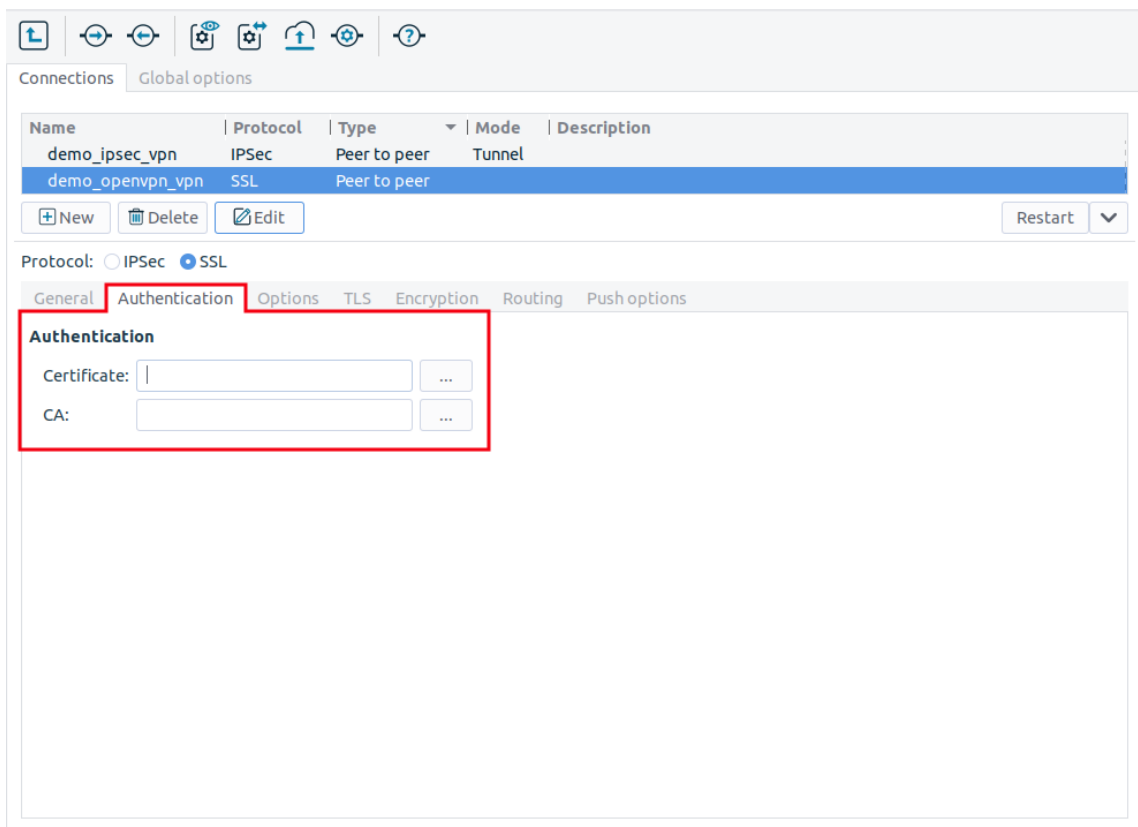 Connections Global options
Name Protocol Type Mode Description
demo_ipsec_vpn IPSec Peer to peer Tunnel
demo_openvpn_vpn SSL Peer to peer
New Delete Edit Restart
Protocol: IPSec SSL
General Authentication Options TLS Encryption Routing Push options
Authentication
Certificate: ...
CA: ...